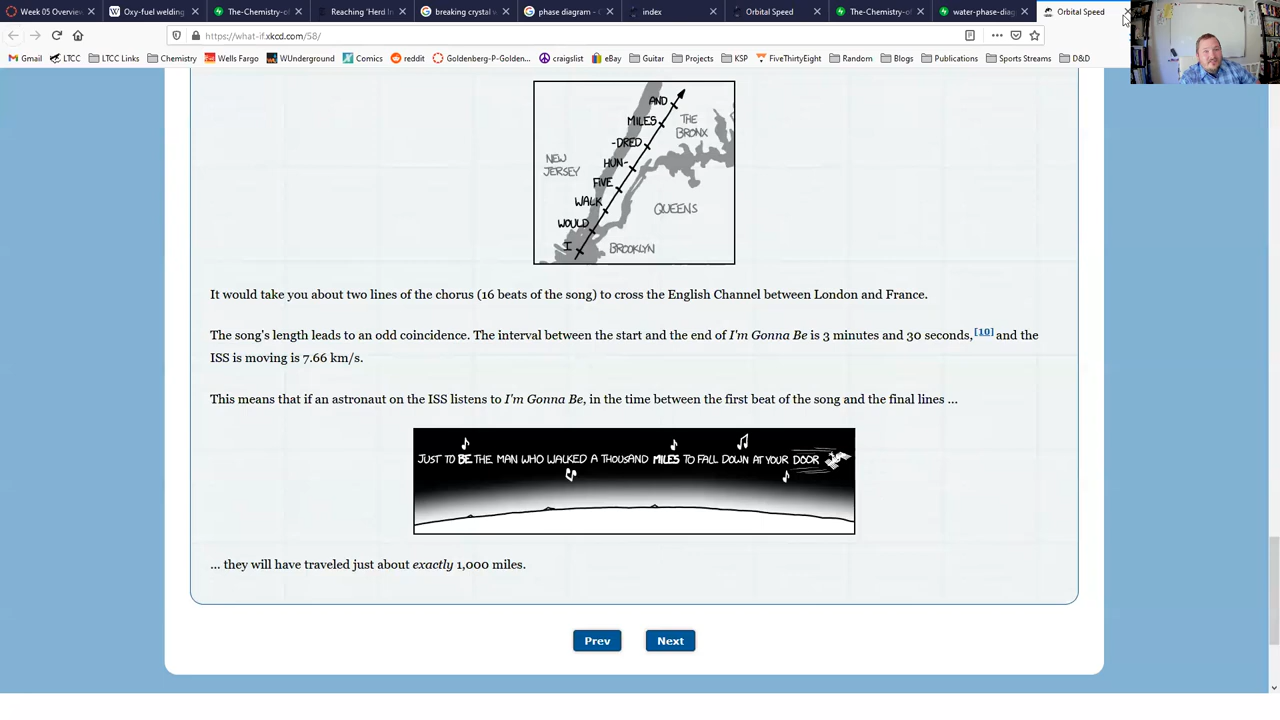 Week 05 Overview
Oxy-fuel welding
The-Chemistry-of
Reaching 'Herd Im
breaking crystal w
phase diagram - G
index
Orbital Speed
The-Chemistry-of
water-phase-diag
Orbital Speed
https://what-if.xkcd.com/58/
Gmail
LTCC
LTCC Links
Chemistry
Wells Fargo
WUnderground
Comics
reddit
Goldenberg-P-Golden...
craigslist
eBay
Guitar
Projects
KSP
FiveThirtyEight
Random
Blogs
Publications
Sports Streams
D&D
AND
MILES
-DRED
HUN-
FIVE
WALK
WOULD
I
THE
BRONX
NEW
JERSEY
QUEENS
BROOKLYN
It would take you about two lines of the chorus (16 beats of the song) to cross the English Channel between London and France.
The song's length leads to an odd coincidence. The interval between the start and the end of I'm Gonna Be is 3 minutes and 30 seconds,[10] and the
ISS is moving is 7.66 km/s.
This means that if an astronaut on the ISS listens to I'm Gonna Be, in the time between the first beat of the song and the final lines ...
JUST TO BE THE MAN WHO WALKED A THOUSAND MILES TO FALL DOWN AT YOUR DOOR
... they will have traveled just about exactly 1,000 miles.
Prev
Next